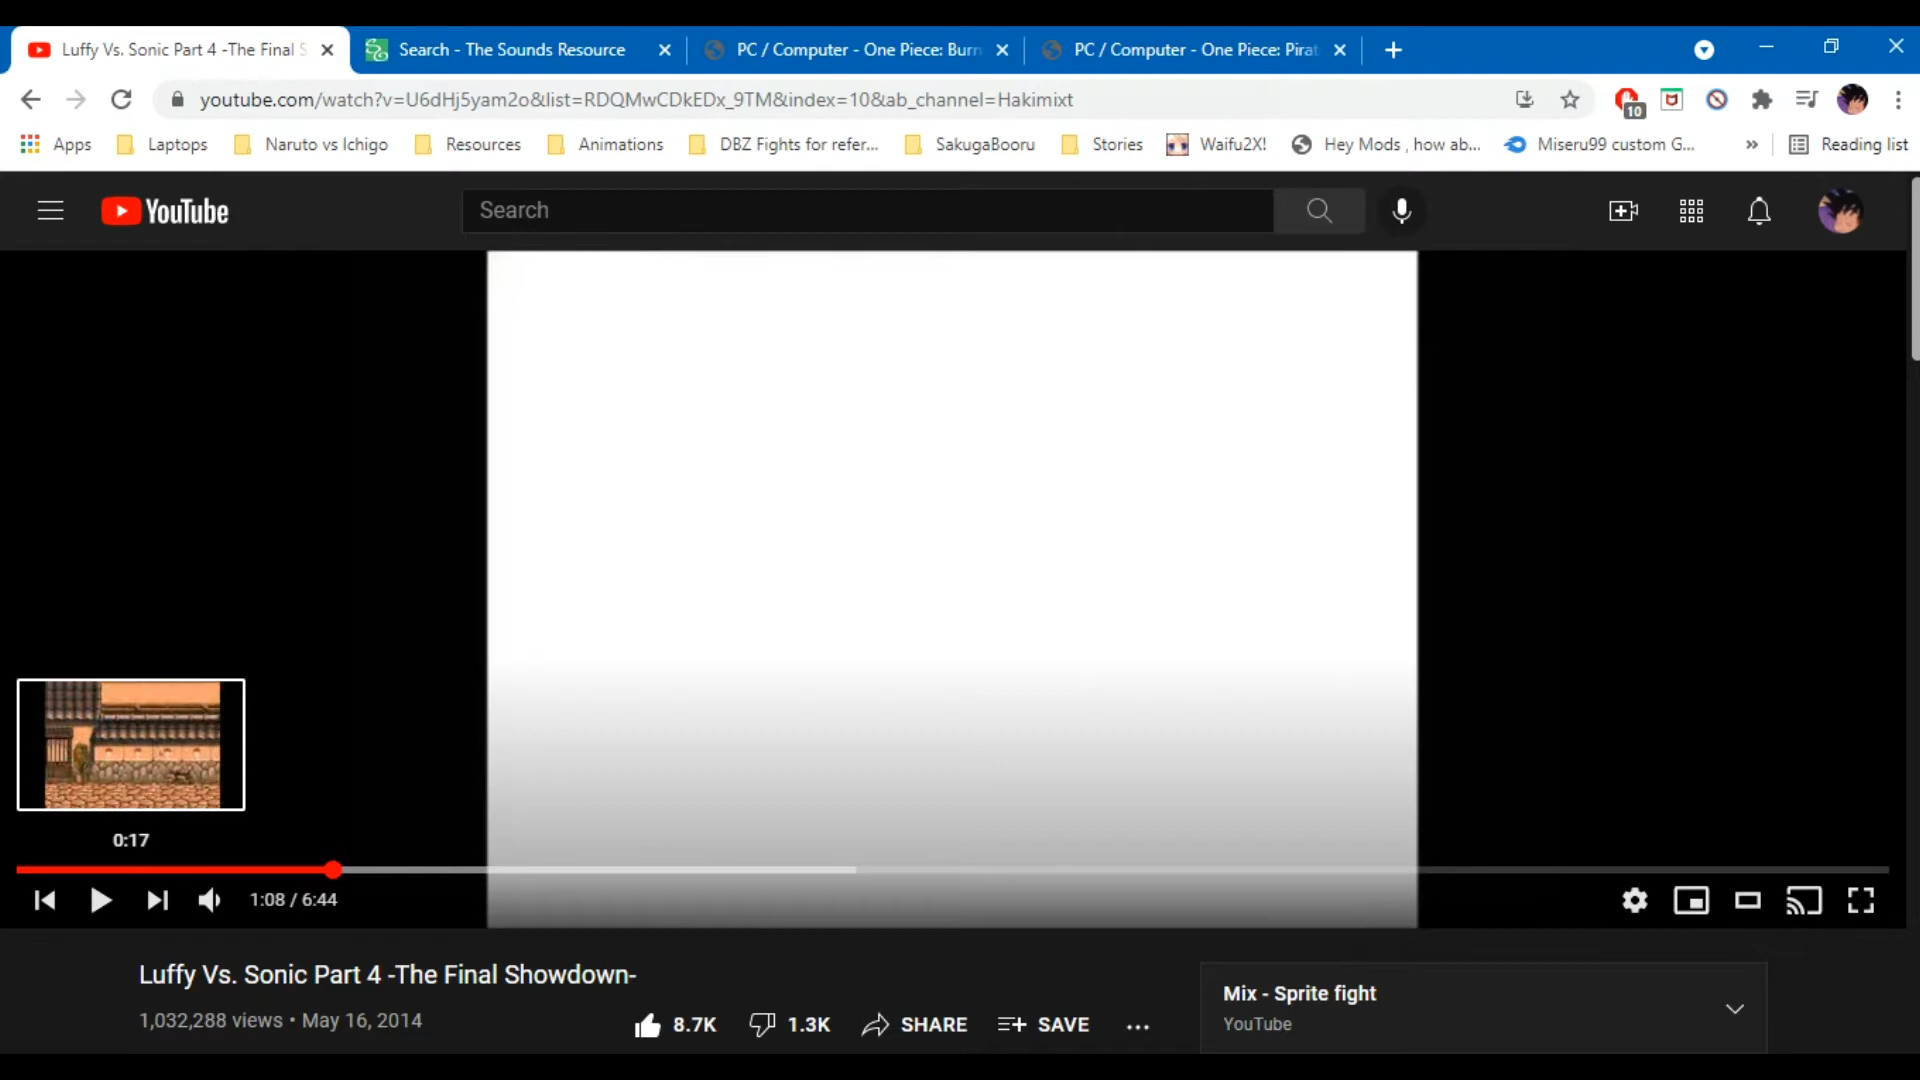 Luffy Vs. Sonic Part 4 -The Final S
Search - The Sounds Resource
PC / Computer - One Piece: Burn
PC / Computer - One Piece: Pirat
youtube.com/watch?v=U6dHj5yam2o&list=RDQMwCDkEDx_9TM&index=10&ab_channel=Hakimixt
10
Apps
Laptops
Naruto vs Ichigo
Resources
Animations
DBZ Fights for refer...
SakugaBooru
Stories
Waifu2X!
Hey Mods , how ab...
Miseru99 custom G...
»
Reading list
YouTube
Search
0:17
1:08 / 6:44
Luffy Vs. Sonic Part 4 -The Final Showdown-
1,032,288 views • May 16, 2014
8.7K
1.3K
SHARE
SAVE
Mix - Sprite fight
YouTube